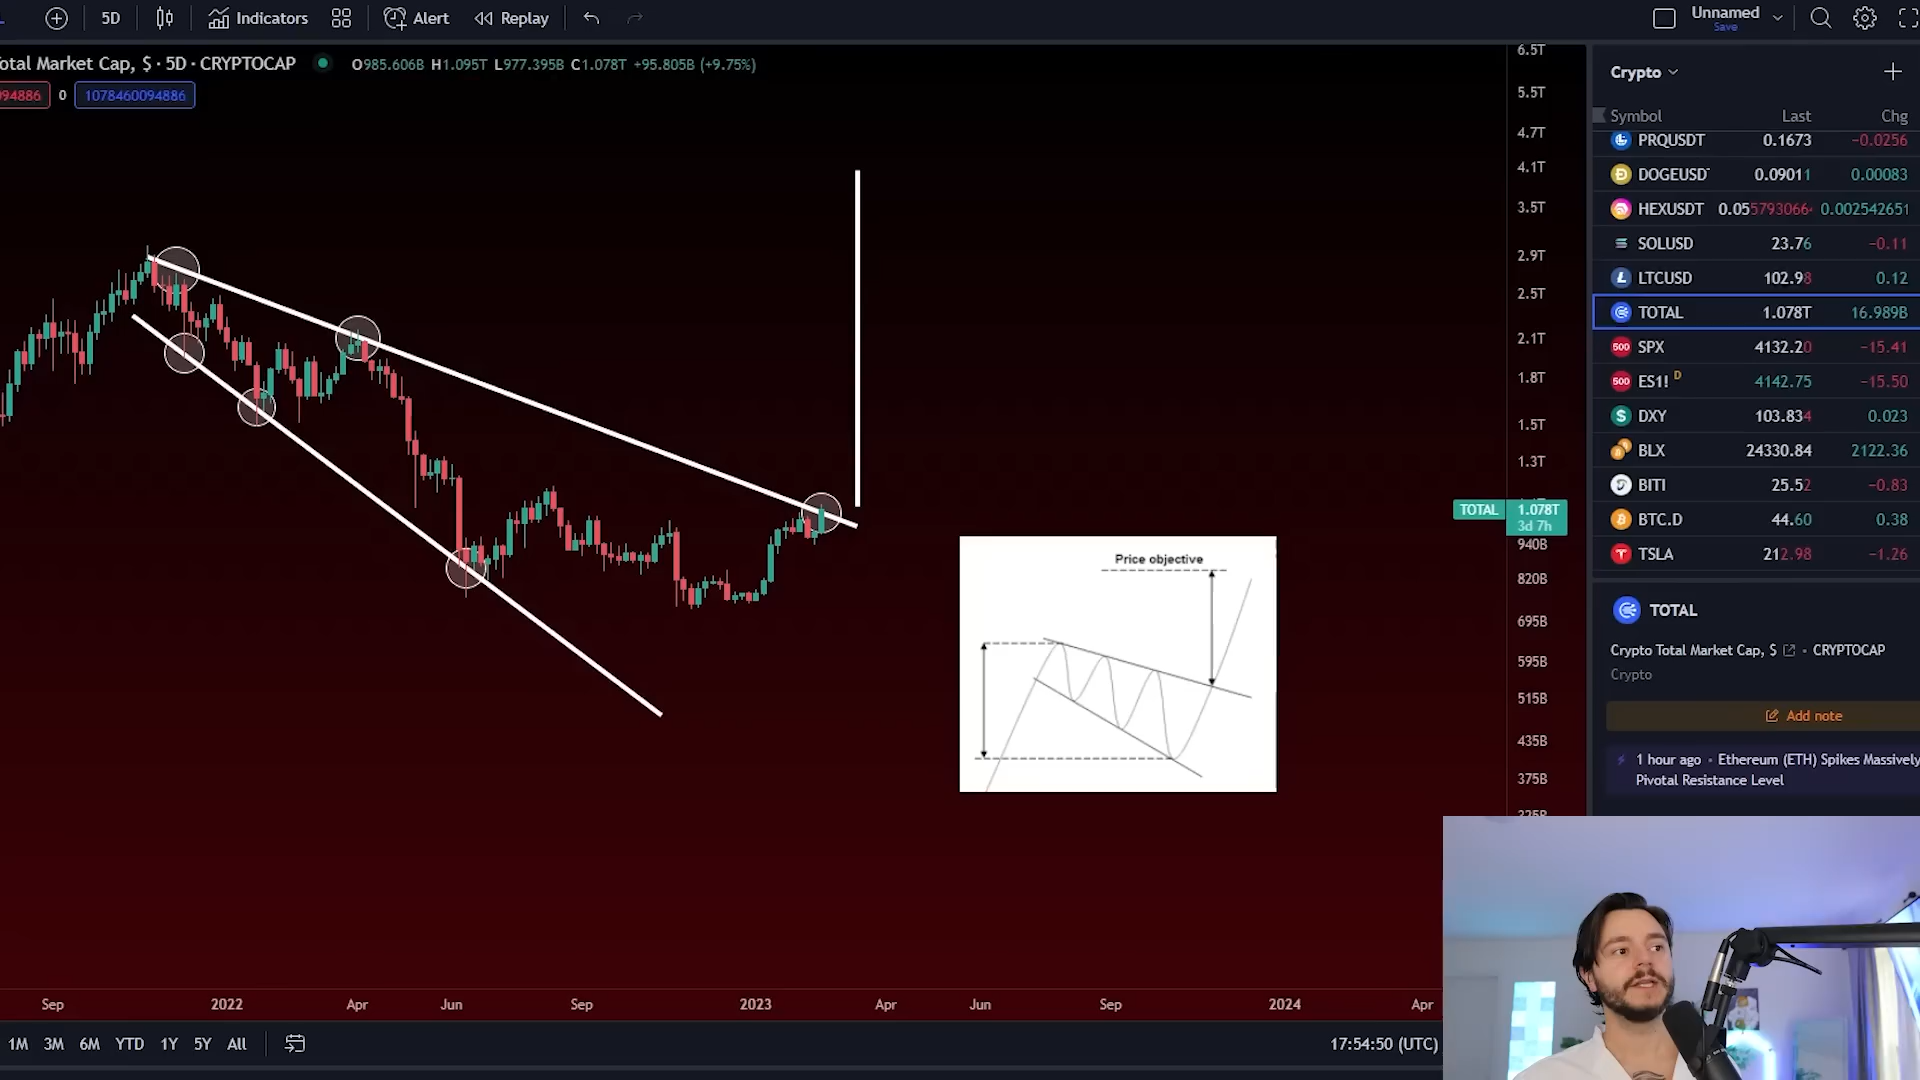 5D Indicators Alert Replay Unnamed
Save
otal Market Cap, $ · 5D · CRYPTOCAP O985.606B H1.095T L977.395B C1.078T +95.805B (+9.75%)
94886 0 1078460094886
6.5T
5.5T
4.7T
4.1T
3.5T
2.9T
2.5T
2.1T
1.8T
1.5T
1.3T
TOTAL 1.078T
3d 7h
940B
820B
695B
595B
515B
435B
375B
Price objective
Sep 2022 Apr Jun Sep 2023 Apr Jun Sep 2024 Apr
1M 3M 6M YTD 1Y 5Y All 17:54:50 (UTC)
Crypto
Symbol Last Chg
PRQUSDT 0.1673 −0.0256
DOGEUSD 0.09011 0.00083
HEXUSDT 0.055793066 0.002542651
SOLUSD 23.76 −0.11
LTCUSD 102.98 0.12
TOTAL 1.078T 16.989B
500 SPX 4132.20 −15.41
500 ES1! D 4142.75 −15.50
DXY 103.834 0.023
BLX 24330.84 2122.36
BITI 25.52 −0.83
BTC.D 44.60 0.38
TSLA 212.98 −1.26
TOTAL
Crypto Total Market Cap, $ · CRYPTOCAP
Crypto
Add note
1 hour ago · Ethereum (ETH) Spikes Massively
Pivotal Resistance Level